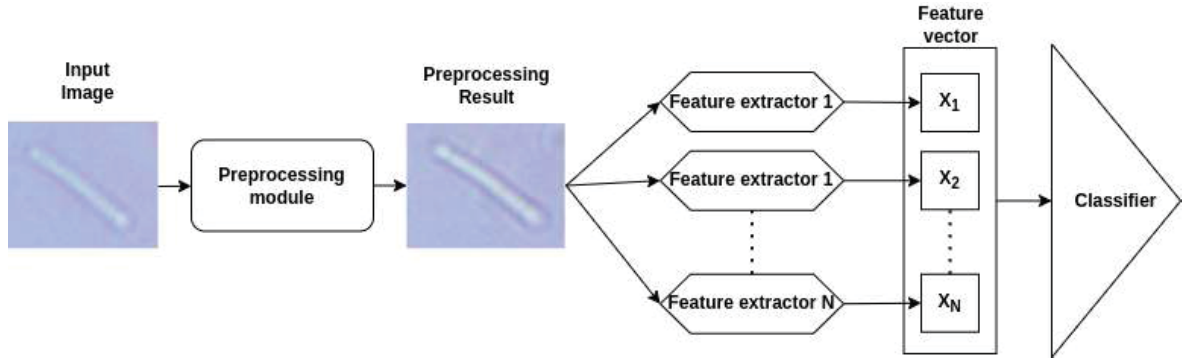 Input
Image
Preprocessing
module
Preprocessing
Result
Feature extractor 1
Feature extractor 1
Feature extractor N
Feature
vector
X1
X2
XN
Classifier